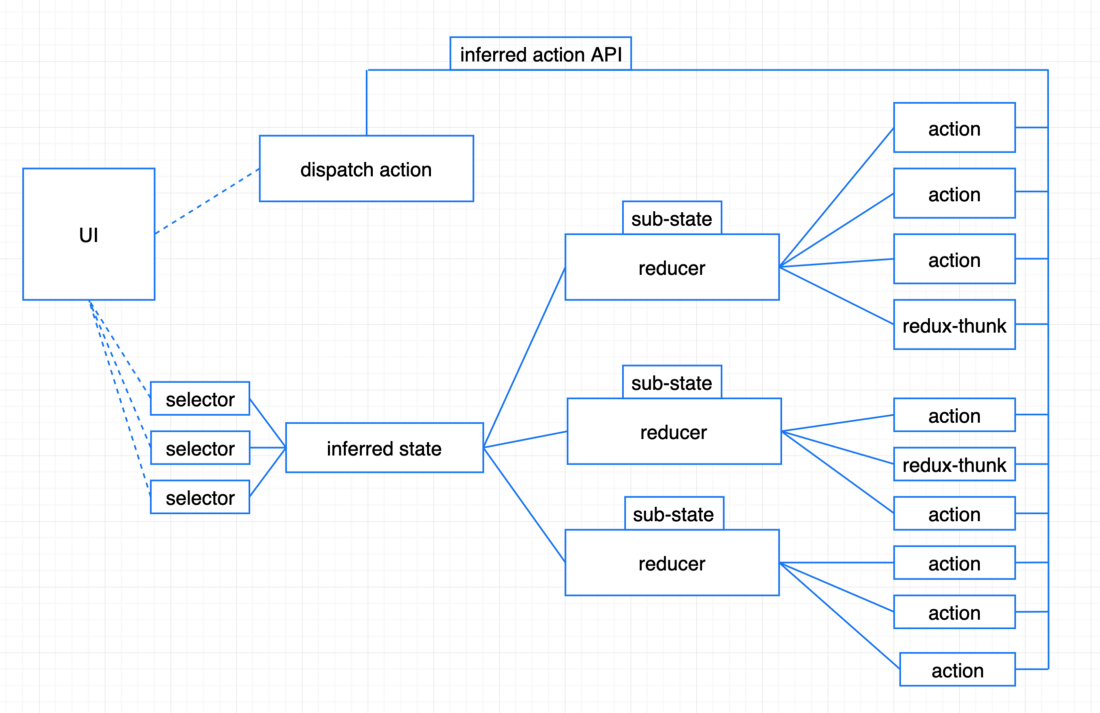 inferred action API
dispatch action
UI
selector
selector
selector
inferred state
sub-state
reducer
sub-state
reducer
sub-state
reducer
action
action
action
redux-thunk
action
redux-thunk
action
action
action
action